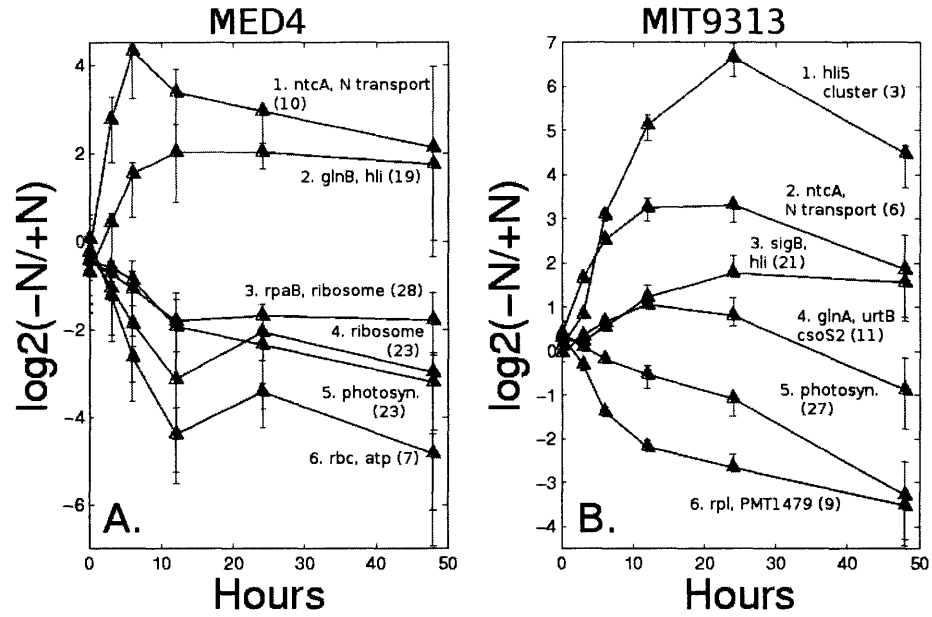 MED4
MIT9313
log2(−N/+N)
4
2
0
−2
−4
−6
1. ntcA, N transport
(10)
2. glnB, hli (19)
3. rpaB, ribosome (28)
4. ribosome
(23)
5. photosyn.
(23)
6. rbc, atp (7)
A.
0
10
20
30
40
50
Hours
log2(−N/+N)
7
6
5
4
3
2
1
0
−1
−2
−3
−4
1. hli5
cluster (3)
2. ntcA,
N transport (6)
3. sigB,
hli (21)
4. glnA, urtB
csoS2 (11)
5. photosyn.
(27)
6. rpl, PMT1479 (9)
B.
0
10
20
30
40
50
Hours